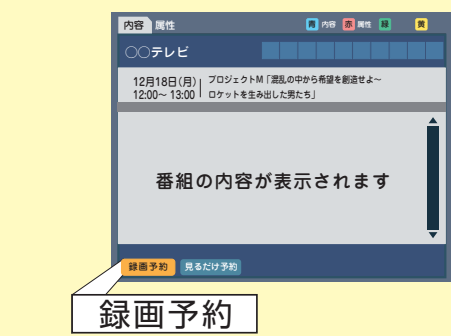 内容 属性 青 内容 赤 属性 緑 黄
○○テレビ
12月18日(月) プロジェクトM「混乱の中から希望を創造せよ~
12:00~13:00 ロケットを生み出した男たち」
番組の内容が表示されます
録画予約 見るだけ予約
録画予約